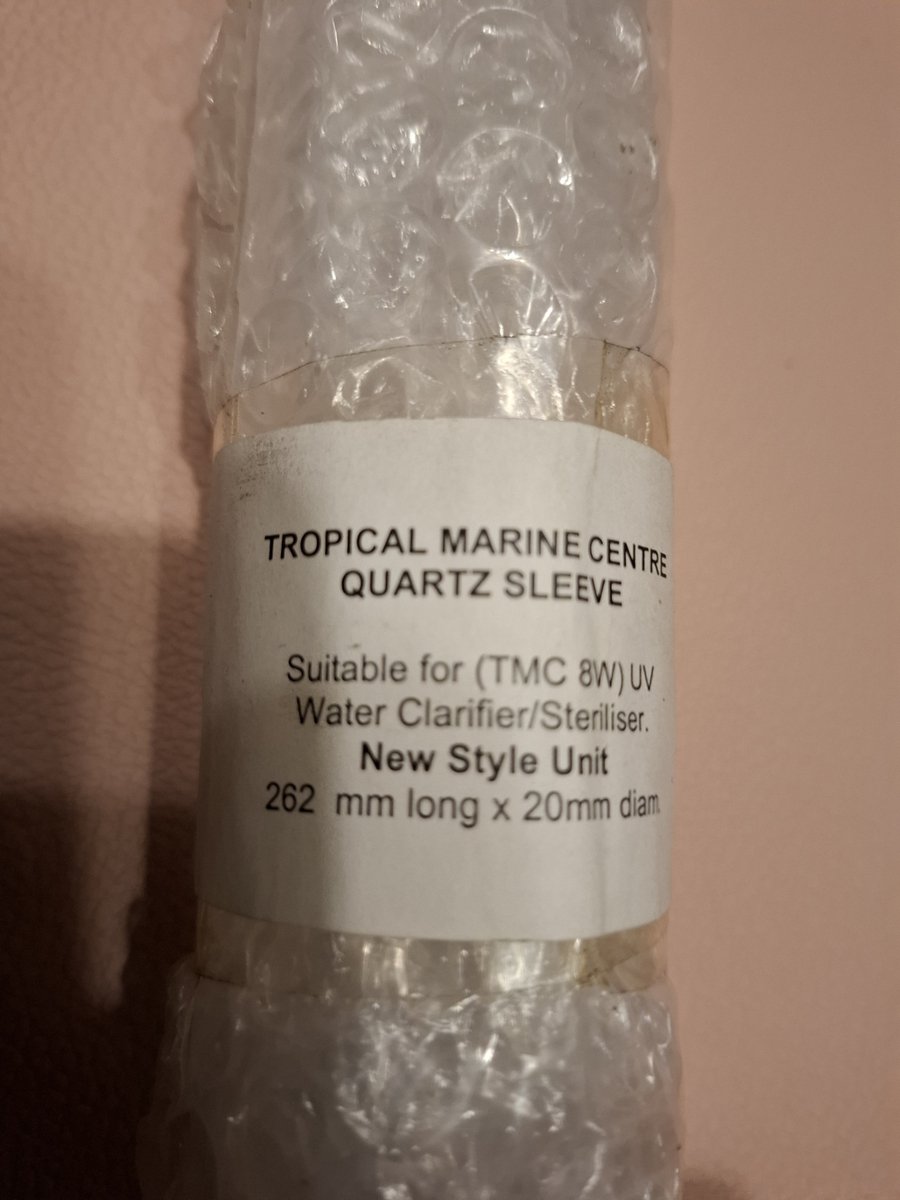 TROPICAL MARINE CENTRE
QUARTZ SLEEVE
Suitable for (TMC 8W) UV
Water Clarifier/Steriliser.
New Style Unit
262 mm long x 20mm diam.